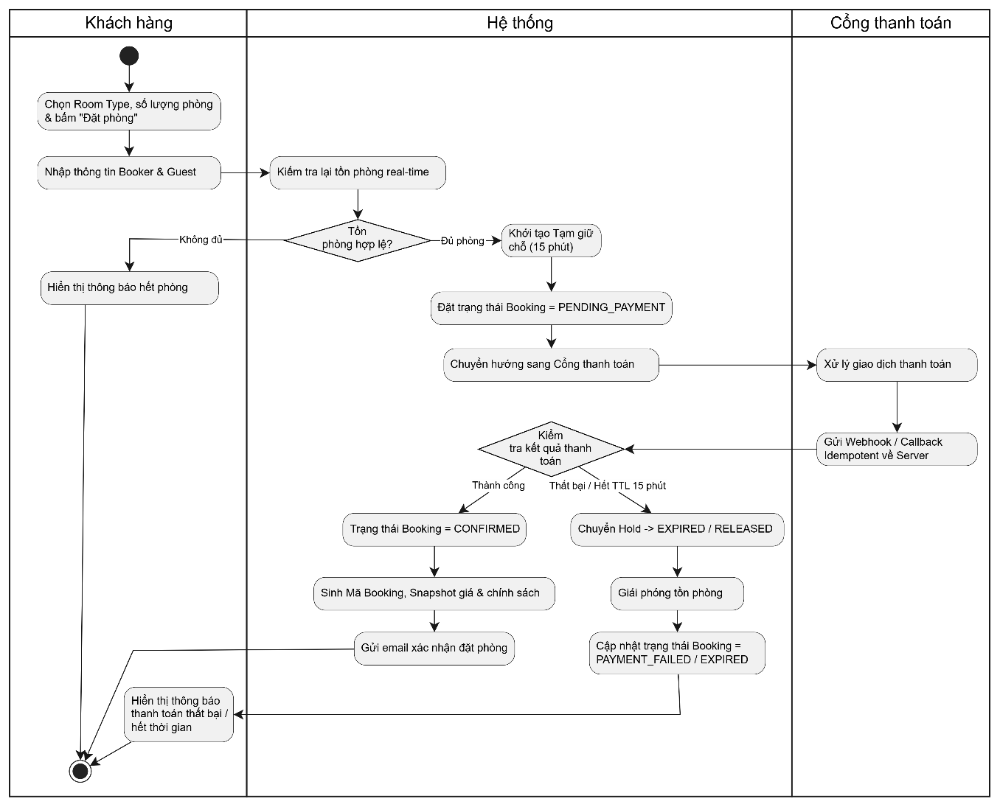 Khách hàng
Hệ thống
Cổng thanh toán
Chọn Room Type, số lượng phòng
& bấm "Đặt phòng"
Nhập thông tin Booker & Guest
Kiểm tra lại tồn phòng real-time
Tồn
phòng hợp lệ?
Không đủ
Đủ phòng
Khởi tạo Tạm giữ
chỗ (15 phút)
Hiển thị thông báo hết phòng
Đặt trạng thái Booking = PENDING_PAYMENT
Chuyển hướng sang Cổng thanh toán
Xử lý giao dịch thanh toán
Gửi Webhook / Callback
Idempotent về Server
Kiểm
tra kết quả thanh
toán
Thành công
Thất bại / Hết TTL 15 phút
Trạng thái Booking = CONFIRMED
Chuyển Hold -> EXPIRED / RELEASED
Sinh Mã Booking, Snapshot giá & chính sách
Giải phóng tồn phòng
Gửi email xác nhận đặt phòng
Cập nhật trạng thái Booking =
PAYMENT_FAILED / EXPIRED
Hiển thị thông báo
thanh toán thất bại /
hết thời gian